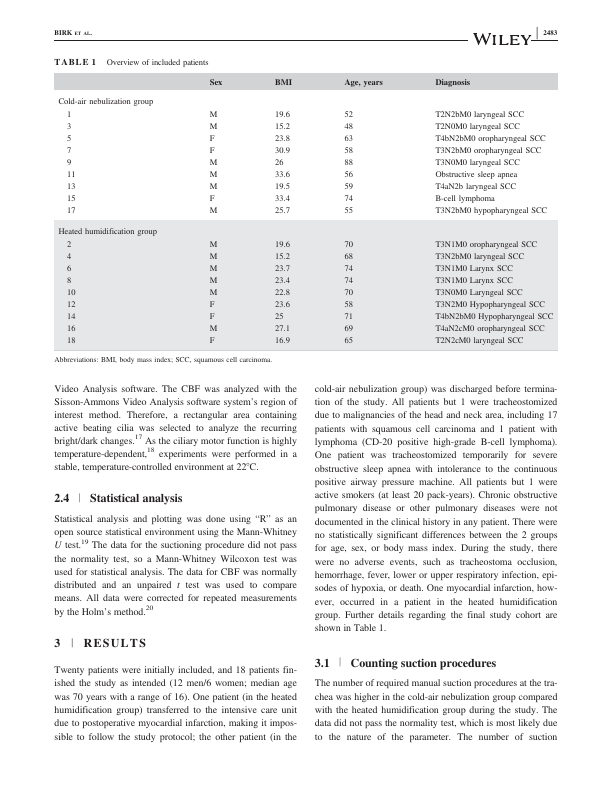 BIRK ET AL.
WILEY 2483
TABLE 1 Overview of included patients
Sex BMI Age, years Diagnosis
Cold-air nebulization group
1 M 19.6 52 T2N2bM0 laryngeal SCC
3 M 15.2 48 T2N0M0 laryngeal SCC
5 F 23.8 63 T4bN2bM0 oropharyngeal SCC
7 F 30.9 58 T3N2bM0 oropharyngeal SCC
9 M 26 88 T3N0M0 laryngeal SCC
11 M 33.6 56 Obstructive sleep apnea
13 M 19.5 59 T4aN2b laryngeal SCC
15 F 33.4 74 B-cell lymphoma
17 M 25.7 55 T3N2bM0 hypopharyngeal SCC
Heated humidification group
2 M 19.6 70 T3N1M0 oropharyngeal SCC
4 M 15.2 68 T3N2bM0 laryngeal SCC
6 M 23.7 74 T3N1M0 Larynx SCC
8 M 23.4 74 T3N1M0 Larynx SCC
10 M 22.8 70 T3N0M0 Laryngeal SCC
12 F 23.6 58 T3N2M0 Hypopharyngeal SCC
14 F 25 71 T4bN2bM0 Hypopharyngeal SCC
16 M 27.1 69 T4aN2cM0 oropharyngeal SCC
18 F 16.9 65 T2N2cM0 laryngeal SCC
Abbreviations: BMI, body mass index; SCC, squamous cell carcinoma.
Video Analysis software. The CBF was analyzed with the
Sisson-Ammons Video Analysis software system's region of
interest method. Therefore, a rectangular area containing
active beating cilia was selected to analyze the recurring
bright/dark changes.17 As the ciliary motor function is highly
temperature-dependent,18 experiments were performed in a
stable, temperature-controlled environment at 22°C.
2.4 | Statistical analysis
Statistical analysis and plotting was done using “R” as an
open source statistical environment using the Mann-Whitney
U test.19 The data for the suctioning procedure did not pass
the normality test, so a Mann-Whitney Wilcoxon test was
used for statistical analysis. The data for CBF was normally
distributed and an unpaired t test was used to compare
means. All data were corrected for repeated measurements
by the Holm's method.20
3 | RESULTS
Twenty patients were initially included, and 18 patients fin-
ished the study as intended (12 men/6 women; median age
was 70 years with a range of 16). One patient (in the heated
humidification group) transferred to the intensive care unit
due to postoperative myocardial infarction, making it impos-
sible to follow the study protocol; the other patient (in the
cold-air nebulization group) was discharged before termina-
tion of the study. All patients but 1 were tracheostomized
due to malignancies of the head and neck area, including 17
patients with squamous cell carcinoma and 1 patient with
lymphoma (CD-20 positive high-grade B-cell lymphoma).
One patient was tracheostomized temporarily for severe
obstructive sleep apnea with intolerance to the continuous
positive airway pressure machine. All patients but 1 were
active smokers (at least 20 pack-years). Chronic obstructive
pulmonary disease or other pulmonary diseases were not
documented in the clinical history in any patient. There were
no statistically significant differences between the 2 groups
for age, sex, or body mass index. During the study, there
were no adverse events, such as tracheostoma occlusion,
hemorrhage, fever, lower or upper respiratory infection, epi-
sodes of hypoxia, or death. One myocardial infarction, how-
ever, occurred in a patient in the heated humidification
group. Further details regarding the final study cohort are
shown in Table 1.
3.1 | Counting suction procedures
The number of required manual suction procedures at the tra-
chea was higher in the cold-air nebulization group compared
with the heated humidification group during the study. The
data did not pass the normality test, which is most likely due
to the nature of the parameter. The number of suction